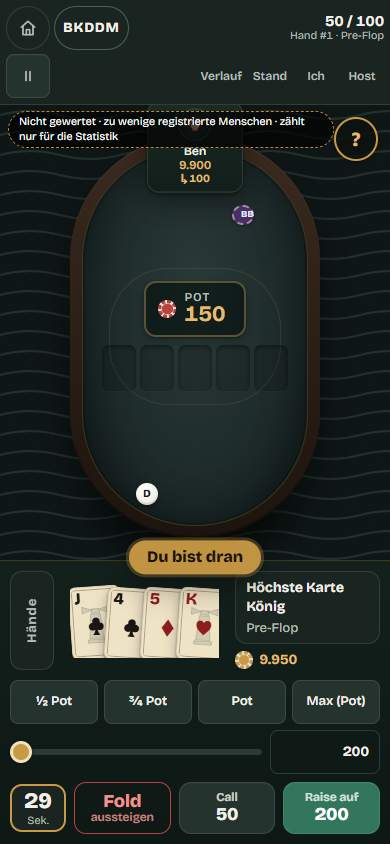 BKDDM
50 / 100
Hand #1 · Pre-Flop
Verlauf Stand Ich Host
Nicht gewertet · zu wenige registrierte Menschen · zählt
nur für die Statistik
?
Ben
9.900
100
BB
POT
150
D
Du bist dran
Hände
J 4 5 K
Höchste Karte
König
Pre-Flop
9.950
½ Pot ¾ Pot Pot Max (Pot)
200
29
Sek.
Fold
aussteigen
Call
50
Raise auf
200